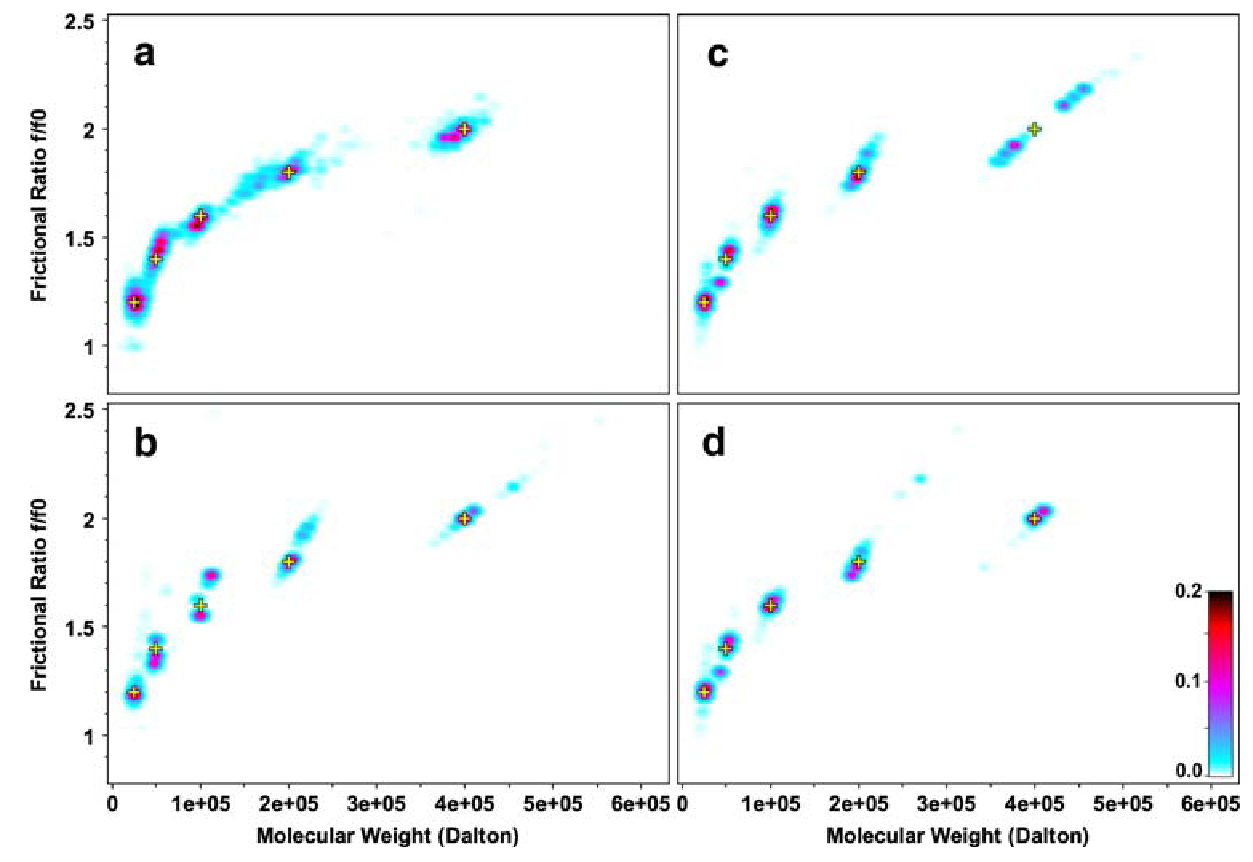 a
2.5
2
1.5
1
Frictional Ratio f/f0
c
b
2.5
2
1.5
1
Frictional Ratio f/f0
d
0.2
0.1
0.0
0 1e+05 2e+05 3e+05 4e+05 5e+05 6e+05
0 1e+05 2e+05 3e+05 4e+05 5e+05 6e+05
Molecular Weight (Dalton)
Molecular Weight (Dalton)